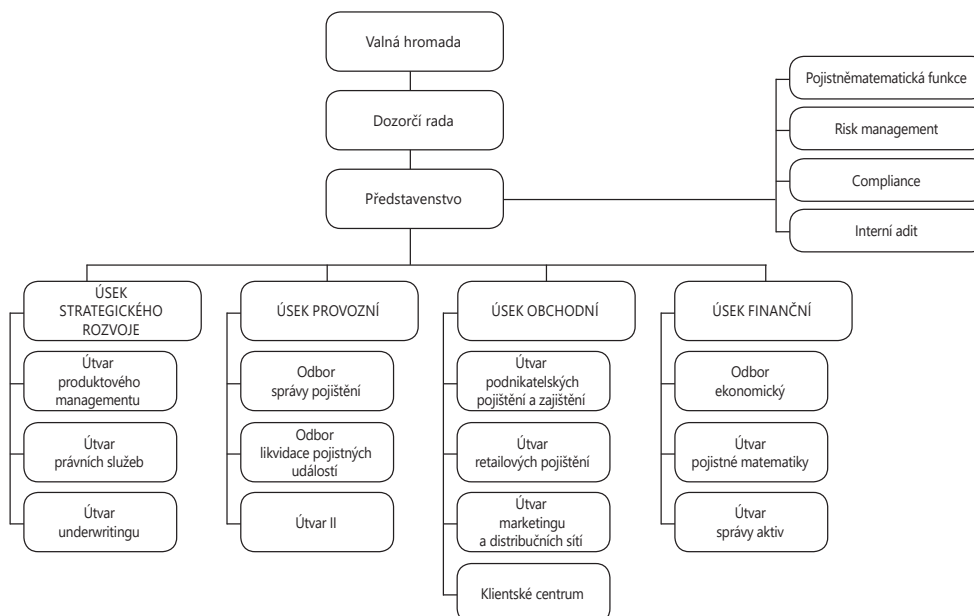 Valná hromada
Dozorčí rada
Představenstvo
Pojistněmatematická funkce
Risk management
Compliance
Interní adit
ÚSEK
STRATEGICKÉHO
ROZVOJE
Útvar
produktového
managementu
Útvar
právních služeb
Útvar
underwritingu
ÚSEK PROVOZNÍ
Odbor
správy pojištění
Odbor
likvidace pojistných
událostí
Útvar II
ÚSEK OBCHODNÍ
Útvar
podnikatelských
pojištění a zajištění
Útvar
retailových pojištění
Útvar
marketingu
a distribučních sítí
Klientské centrum
ÚSEK FINANČNÍ
Odbor
ekonomický
Útvar
pojistné matematiky
Útvar
správy aktiv